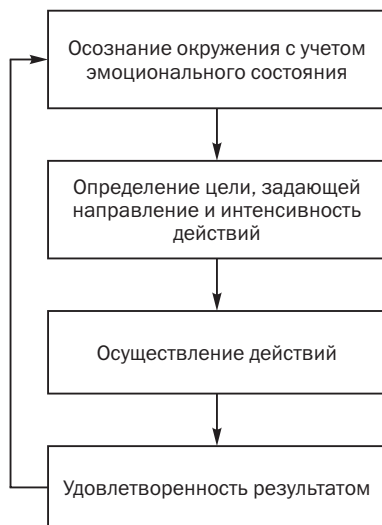 Осознание окружения с учетом
эмоционального состояния
Определение цели, задающей
направление и интенсивность
действий
Осуществление действий
Удовлетворенность результатом